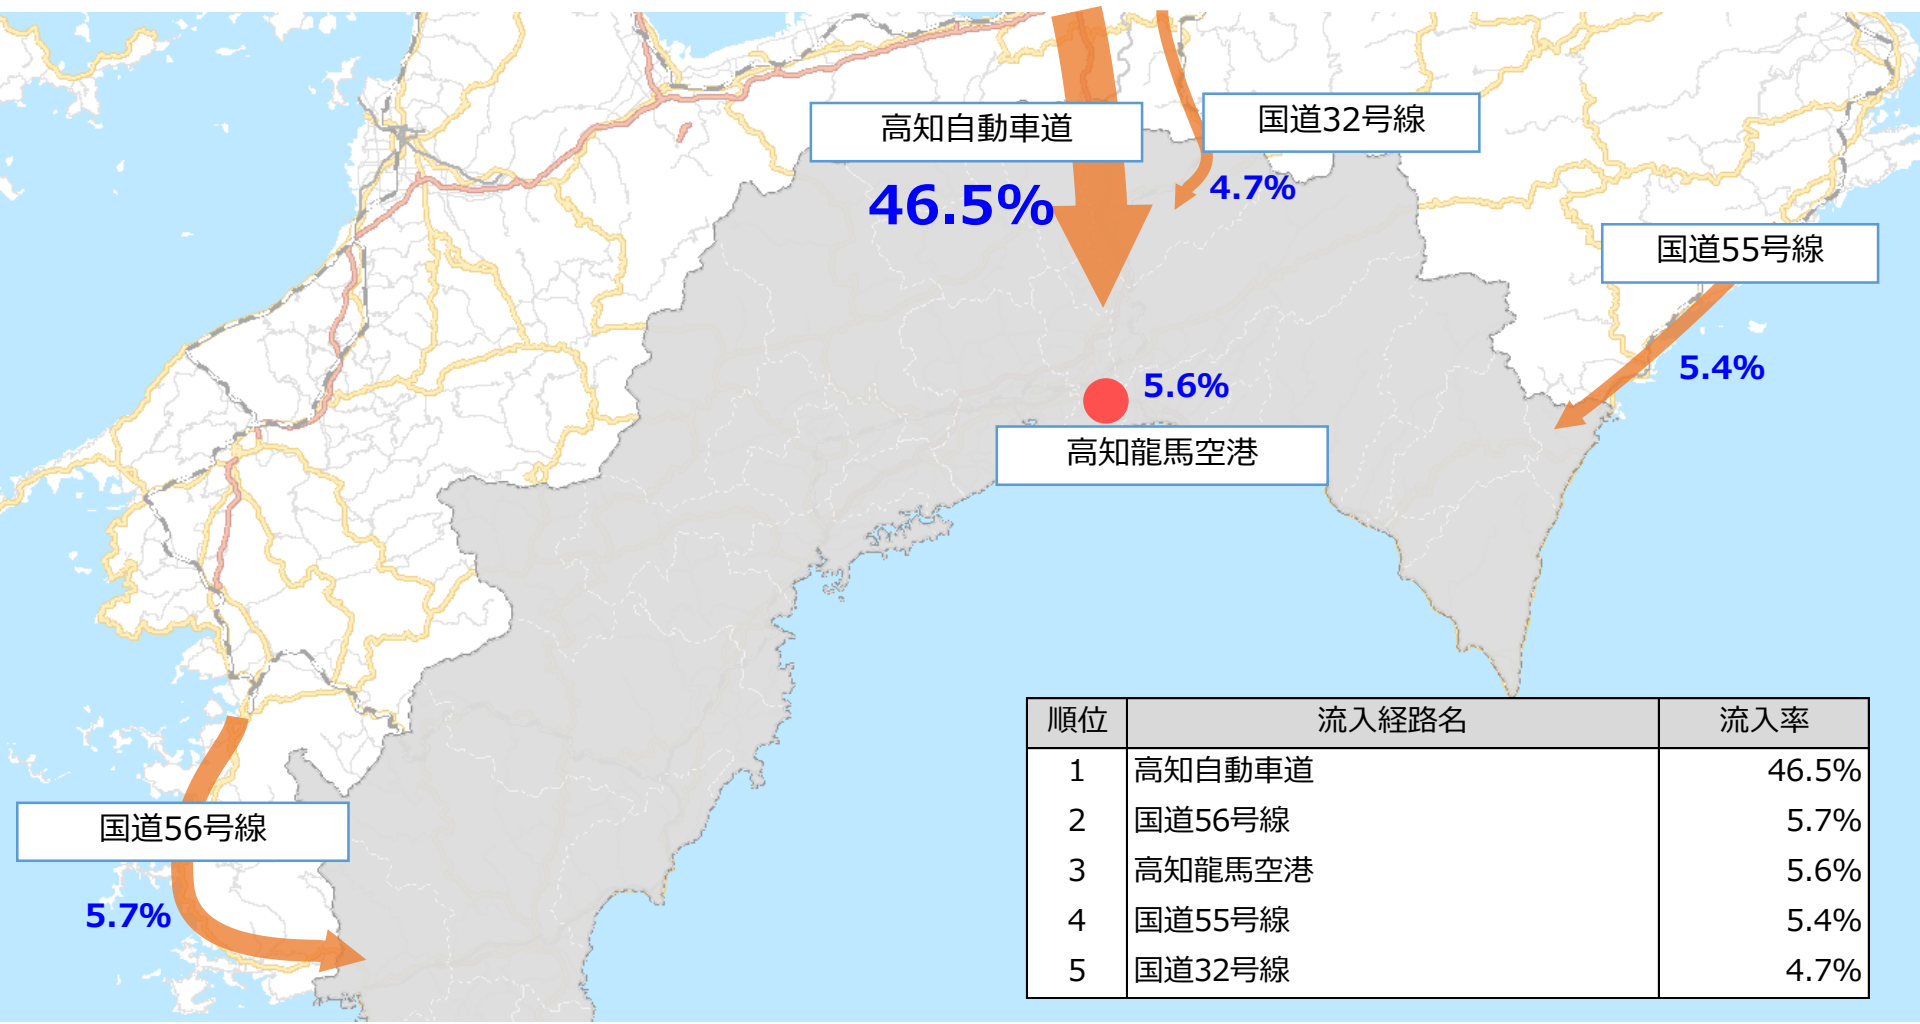 高知自動車道
46.5%
国道32号線
4.7%
国道55号線
5.4%
5.6%
高知龍馬空港
国道56号線
5.7%
順位 流入経路名 流入率
1 高知自動車道 46.5%
2 国道56号線 5.7%
3 高知龍馬空港 5.6%
4 国道55号線 5.4%
5 国道32号線 4.7%